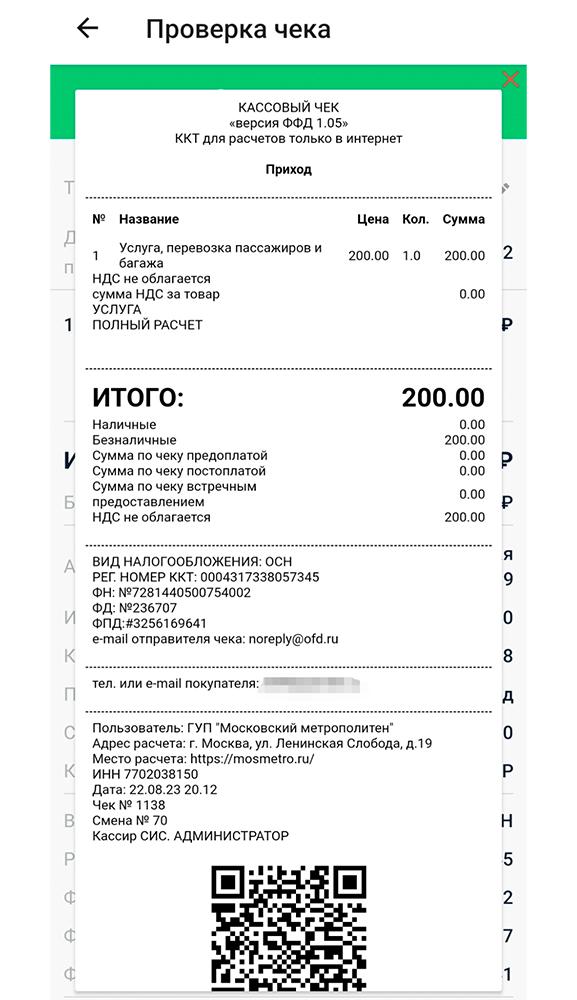 Проверка чека
КАССОВЫЙ ЧЕК
«версия ФФД 1.05»
ККТ для расчетов только в интернет
Приход
№ Название Цена Кол. Сумма
1 Услуга, перевозка пассажиров и багажа 200.00 1.0 200.00
НДС не облагается
сумма НДС за товар 0.00
УСЛУГА
ПОЛНЫЙ РАСЧЕТ
ИТОГО: 200.00
Наличные 0.00
Безналичные 200.00
Сумма по чеку предоплатой 0.00
Сумма по чеку постоплатой 0.00
Сумма по чеку встречным предоставлением 0.00
НДС не облагается 200.00
ВИД НАЛОГООБЛОЖЕНИЯ: ОСН
РЕГ. НОМЕР ККТ: 0004317338057345
ФН: №7281440500754002
ФД: №236707
ФПД:#3256169641
e-mail отправителя чека: noreply@ofd.ru
тел. или e-mail покупателя:
Пользователь: ГУП "Московский метрополитен"
Адрес расчета: г. Москва, ул. Ленинская Слобода, д.19
Место расчета: https://mosmetro.ru/
ИНН 7702038150
Дата: 22.08.23 20.12
Чек № 1138
Смена № 70
Кассир СИС. АДМИНИСТРАТОР